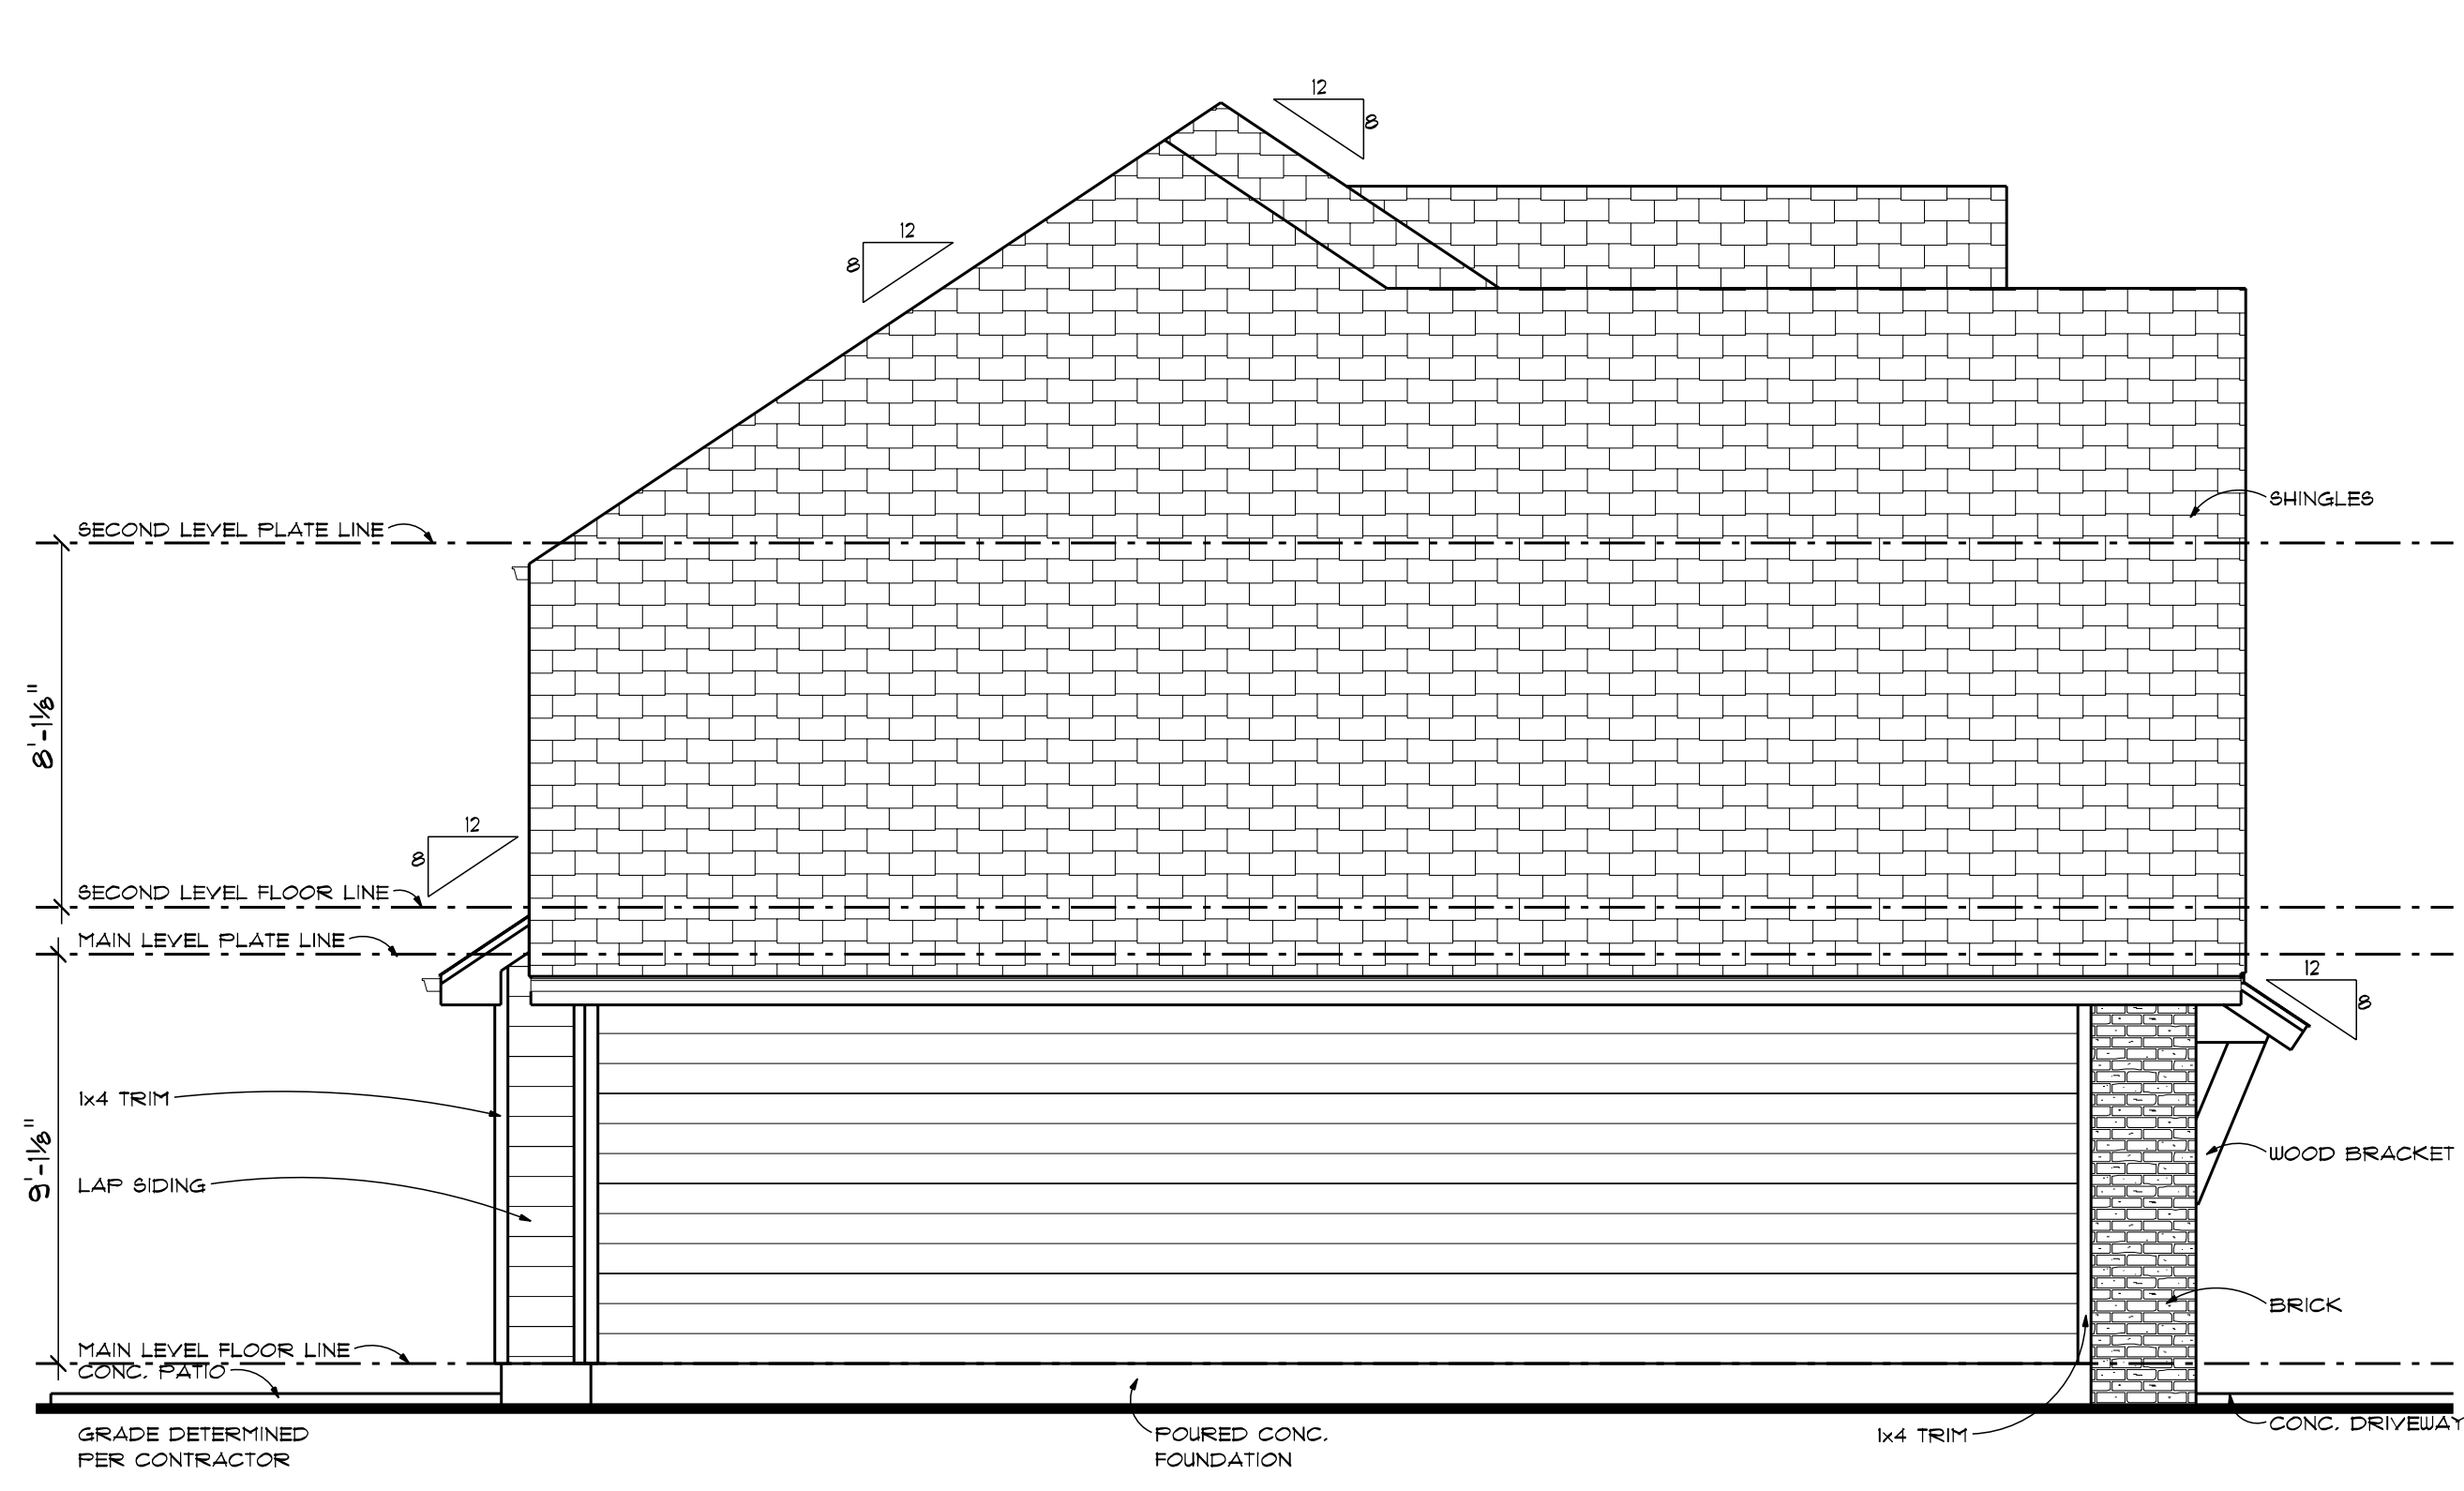 12
8
12
8
SHINGLES
SECOND LEVEL PLATE LINE
8'-1⅛"
12
8
SECOND LEVEL FLOOR LINE
MAIN LEVEL PLATE LINE
12
8
1x4 TRIM
9'-1⅛"
WOOD BRACKET
LAP SIDING
BRICK
MAIN LEVEL FLOOR LINE
CONC. PATIO
CONC. DRIVEWAY
GRADE DETERMINED
PER CONTRACTOR
POURED CONC.
FOUNDATION
1x4 TRIM